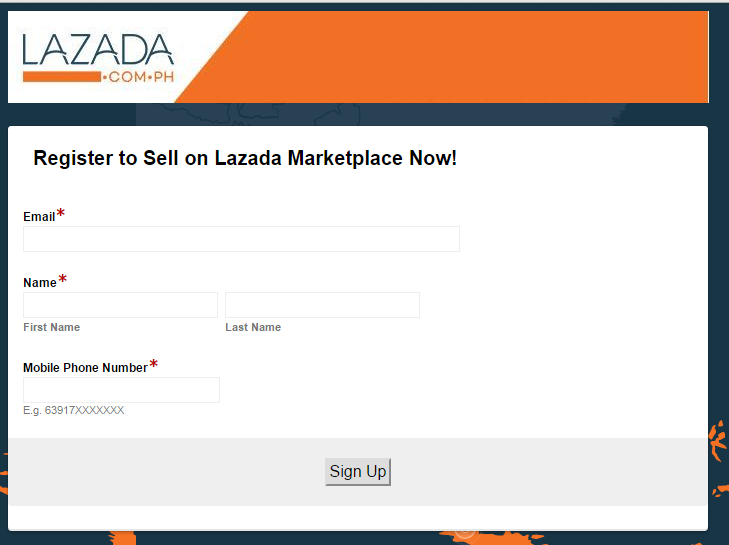 LAZADA
•COM•PH
Register to Sell on Lazada Marketplace Now!
Email*
Name*
First Name
Last Name
Mobile Phone Number*
E.g. 63917XXXXXXX
Sign Up